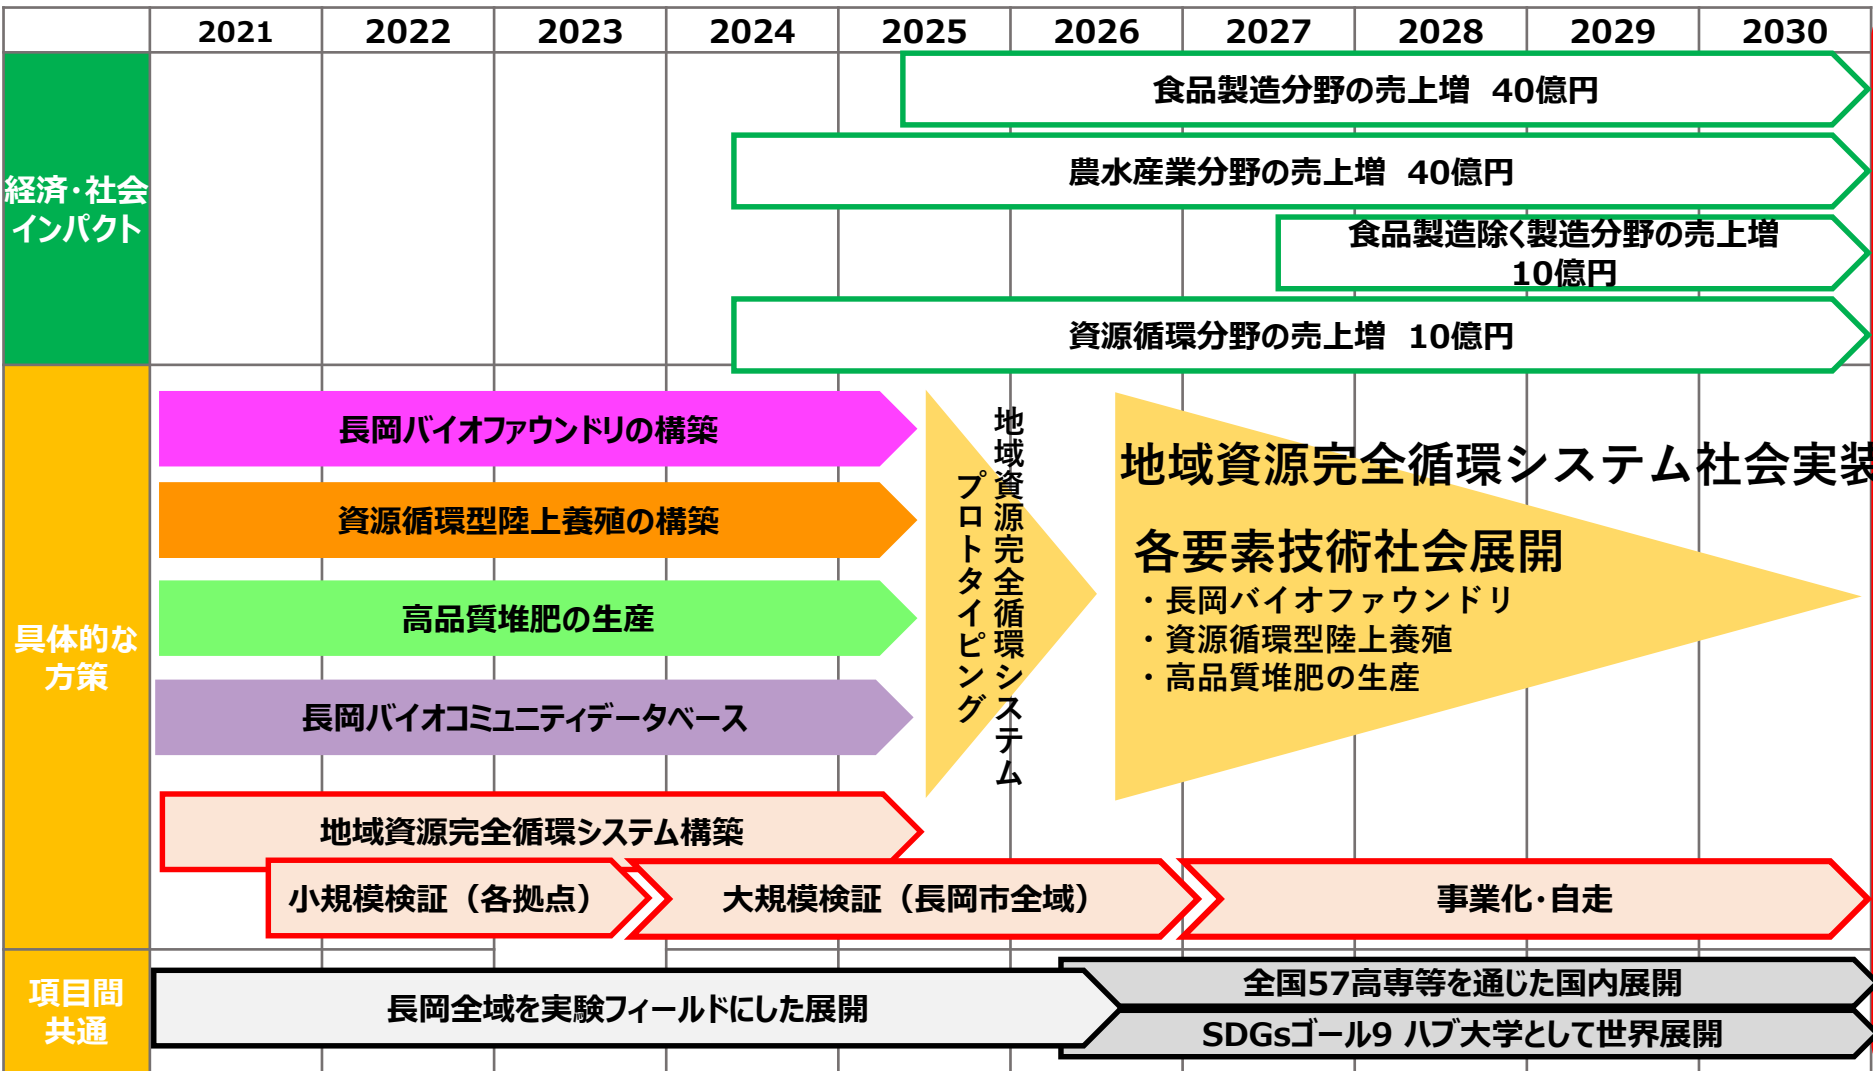 2021 2022 2023 2024 2025 2026 2027 2028 2029 2030
経済・社会
インパクト
食品製造分野の売上増 40億円
農水産業分野の売上増 40億円
食品製造除く製造分野の売上増
10億円
資源循環分野の売上増 10億円
具体的な
方策
長岡バイオファウンドリの構築
資源循環型陸上養殖の構築
高品質堆肥の生産
長岡バイオコミュニティデータベース
地域資源完全循環システム
プロトタイピング
地域資源完全循環システム社会実装
各要素技術社会展開
・長岡バイオファウンドリ
・資源循環型陸上養殖
・高品質堆肥の生産
地域資源完全循環システム構築
小規模検証（各拠点）
大規模検証（長岡市全域）
事業化・自走
項目間
共通
長岡全域を実験フィールドにした展開
全国57高専等を通じた国内展開
SDGsゴール9 ハブ大学として世界展開